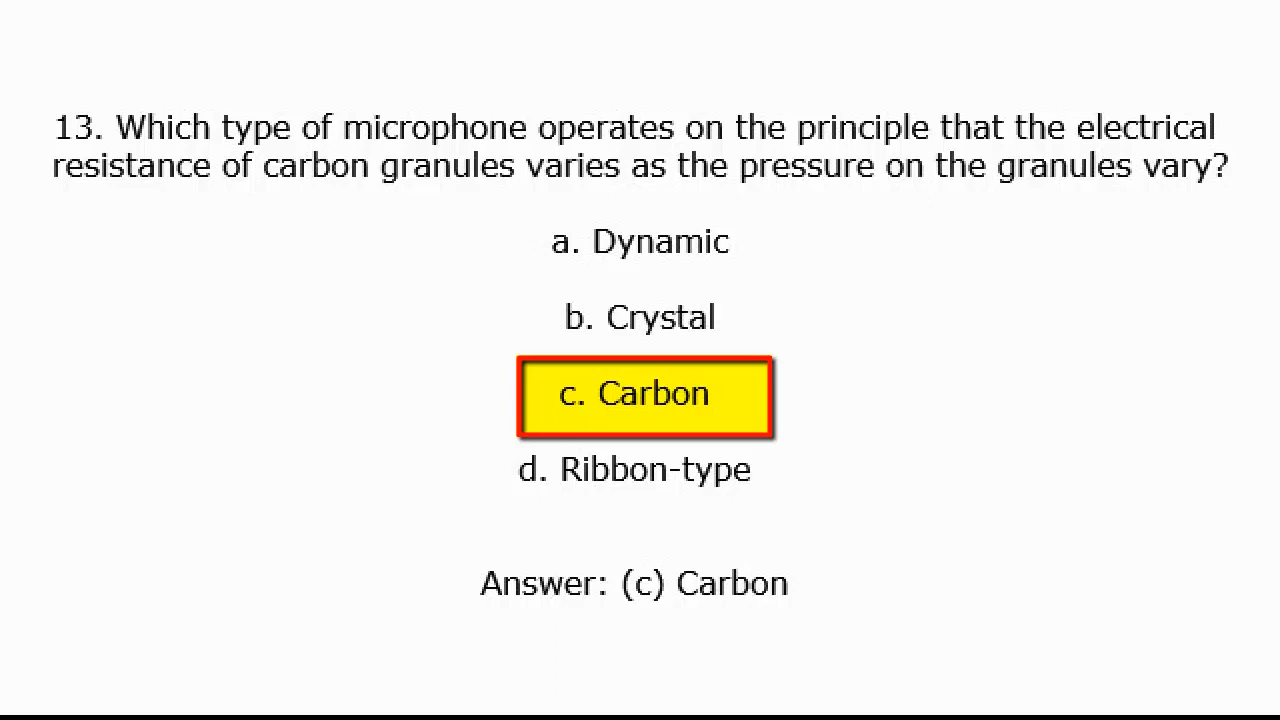 13. Which type of microphone operates on the principle that the electrical
resistance of carbon granules varies as the pressure on the granules vary?
a. Dynamic
b. Crystal
c. Carbon
d. Ribbon-type
Answer: (c) Carbon